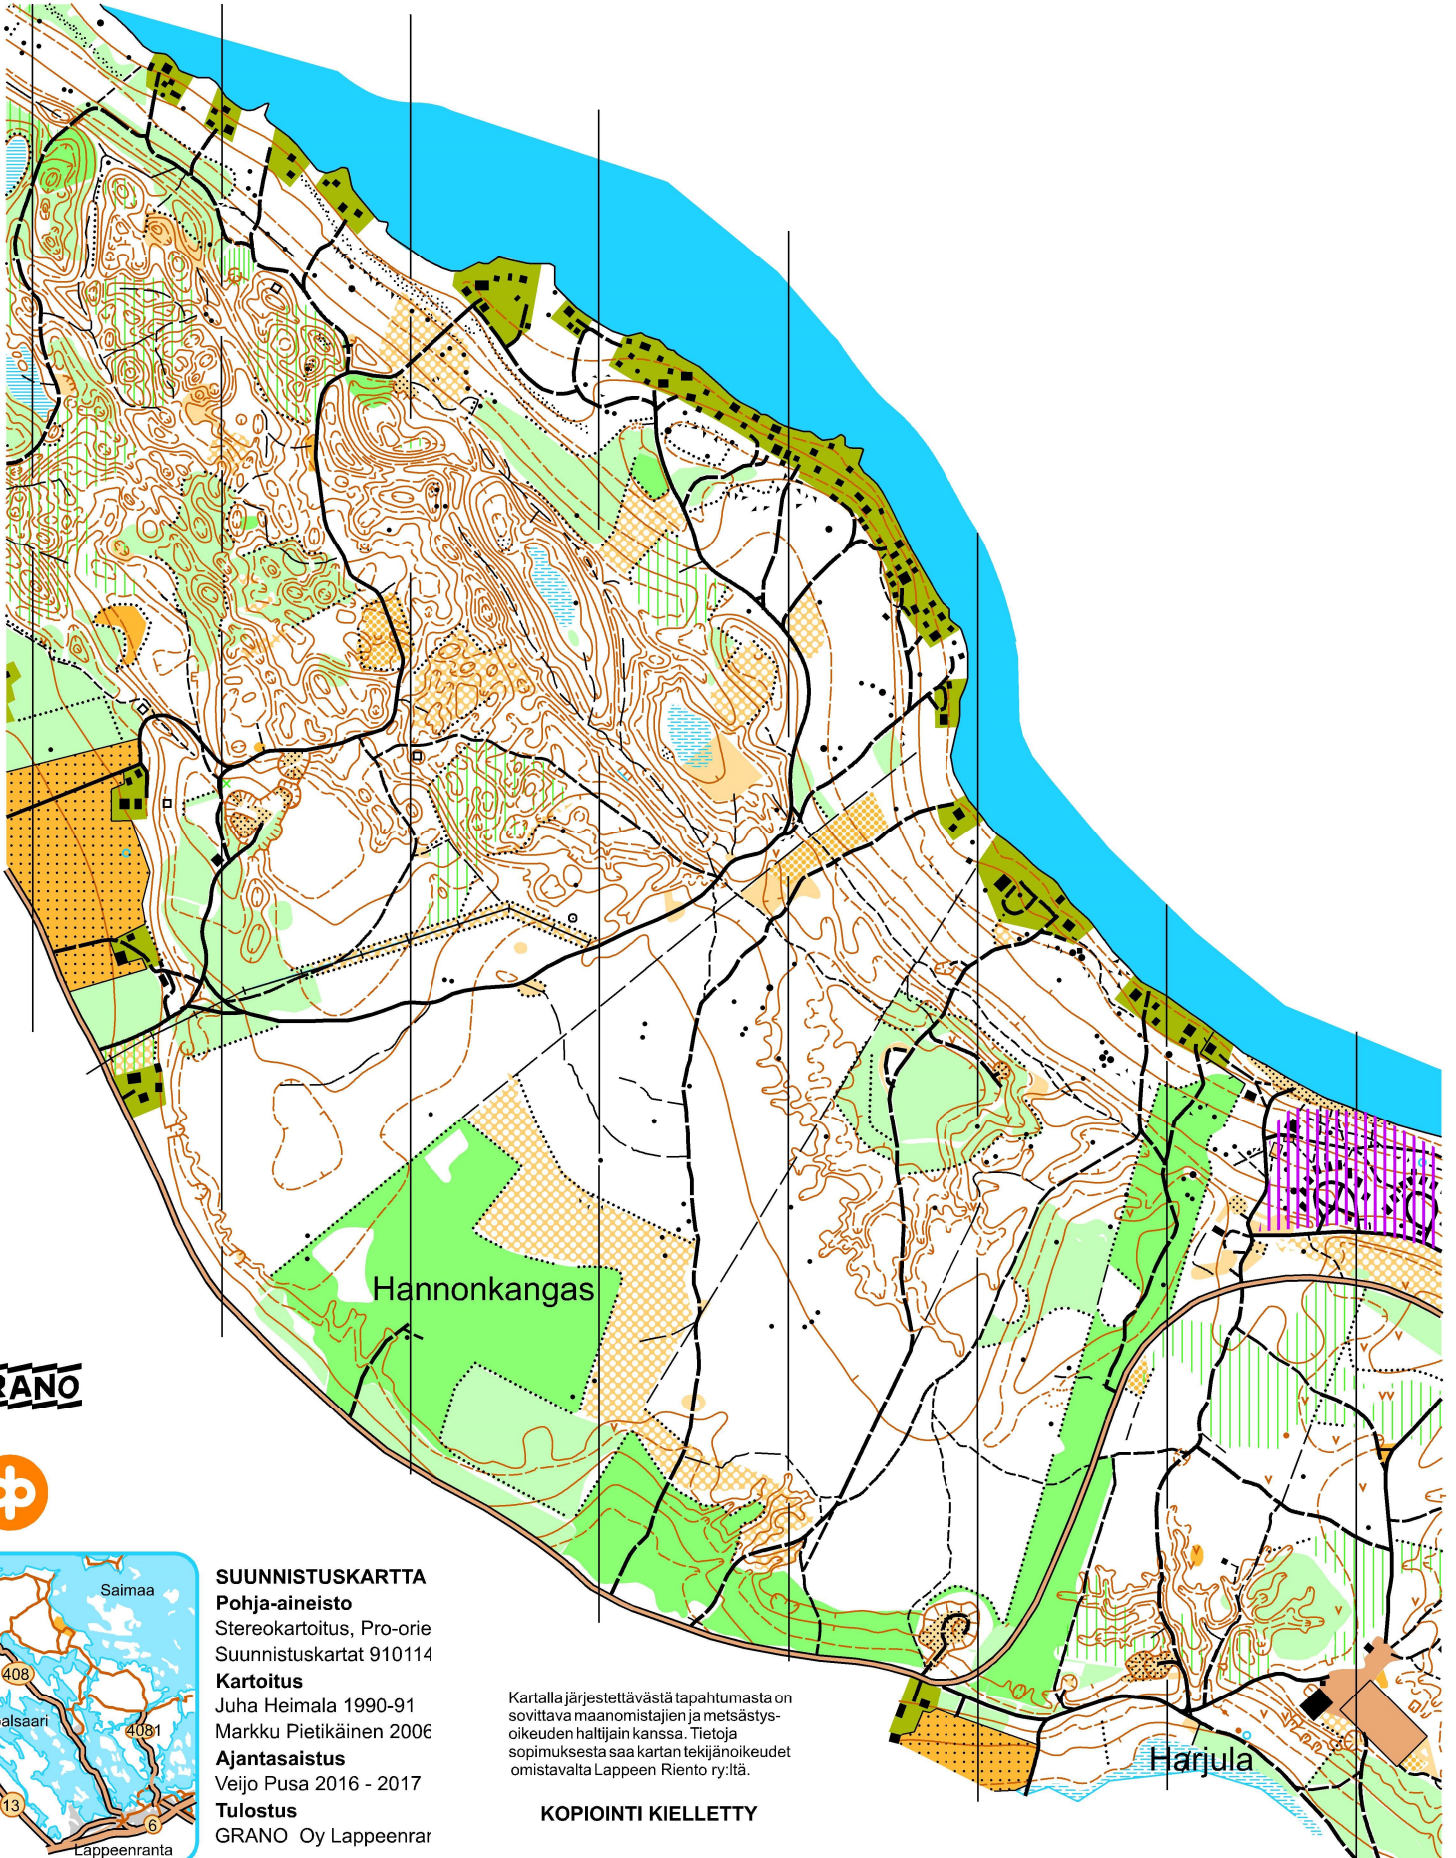 Hannonkangas
RANO
Saimaa
408
4081
13
6
Lappeenranta
SUUNNISTUSKARTTA
Pohja-aineisto
Stereokartoitus, Pro-orie
Suunnistuskartat 910114
Kartoitus
Juha Heimala 1990-91
Markku Pietikäinen 2006
Ajantasaistus
Veijo Pusa 2016 - 2017
Tulostus
GRANO Oy Lappeenrar
Kartalla järjestettävästä tapahtumasta on
sovittava maanomistajien ja metsästys-
oikeuden haltijain kanssa. Tietoja
sopimuksesta saa kartan tekijänoikeudet
omistavalta Lappeen Riento ry:ltä.
KOPIOINTI KIELLETTY
Harjula